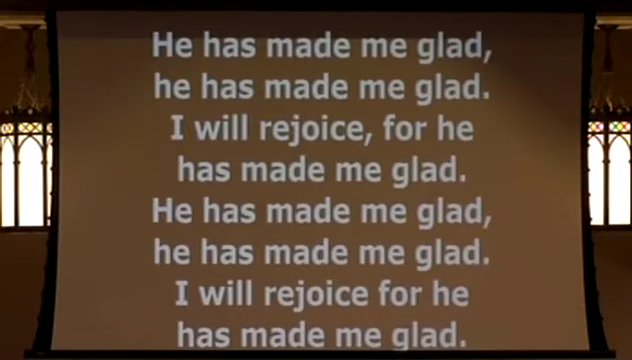 He has made me glad,
he has made me glad.
I will rejoice, for he
has made me glad.
He has made me glad,
he has made me glad.
I will rejoice for he
has made me glad.